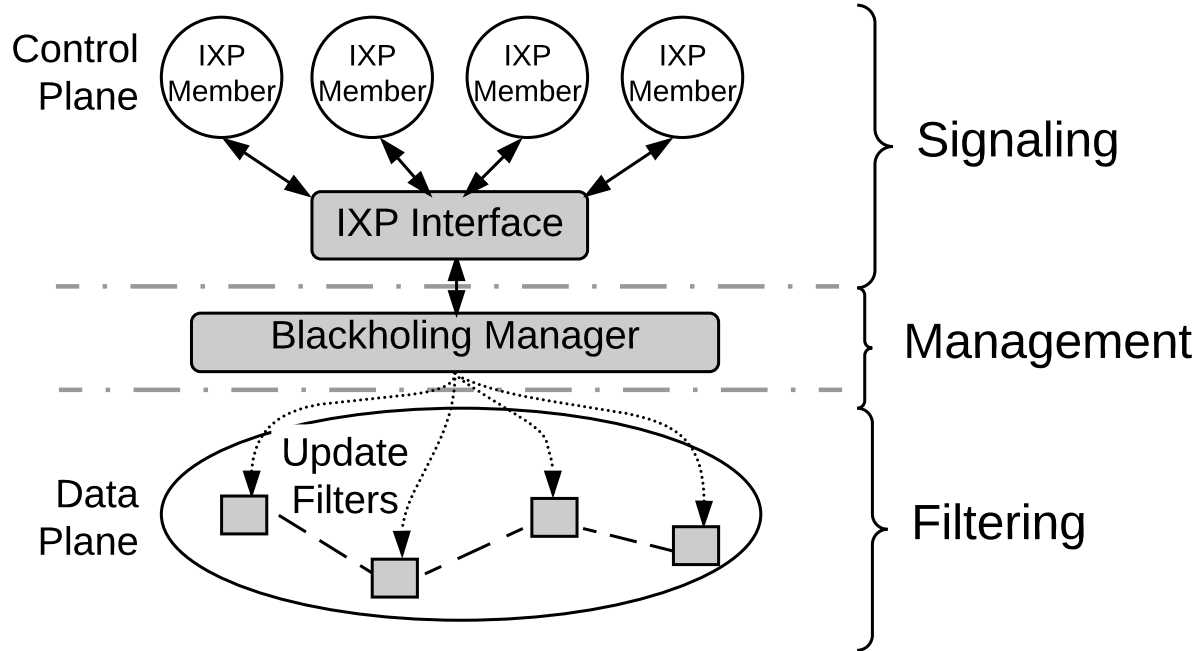 Control
Plane
IXP
Member
IXP
Member
IXP
Member
IXP
Member
Signaling
IXP Interface
Blackholing Manager
Management
Update
Filters
Data
Plane
Filtering